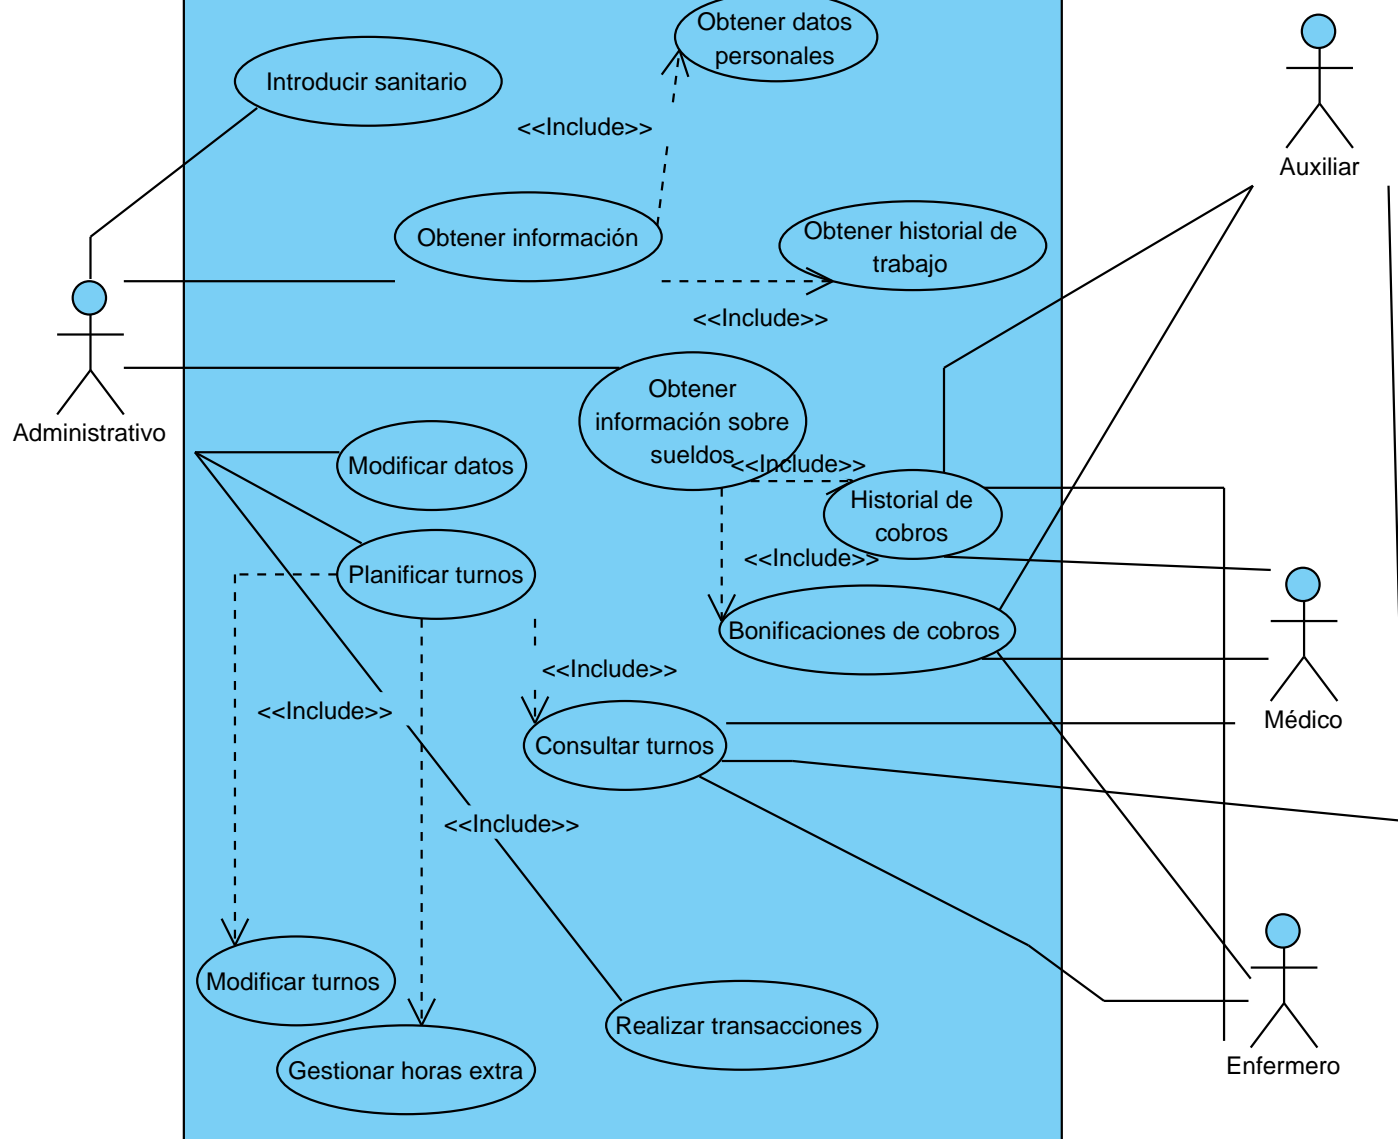 Obtener datos
personales
Introducir sanitario
<<Include>>
Auxiliar
Obtener información
Obtener historial de
trabajo
<<Include>>
Administrativo
Obtener
información sobre
sueldos
<<Include>>
Modificar datos
Historial de
cobros
<<Include>>
Planificar turnos
Bonificaciones de cobros
<<Include>>
Médico
<<Include>>
Consultar turnos
<<Include>>
Modificar turnos
Realizar transacciones
Gestionar horas extra
Enfermero